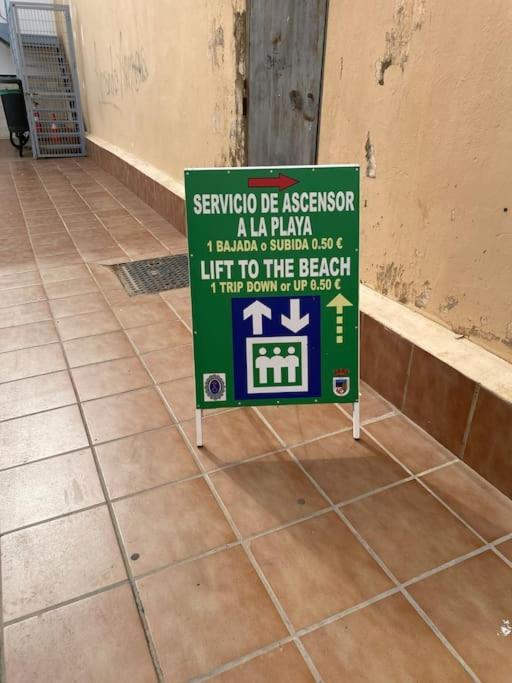 SERVICIO DE ASCENSOR
A LA PLAYA
1 BAJADA o SUBIDA 0.50 €
LIFT TO THE BEACH
1 TRIP DOWN or UP 0.50 €